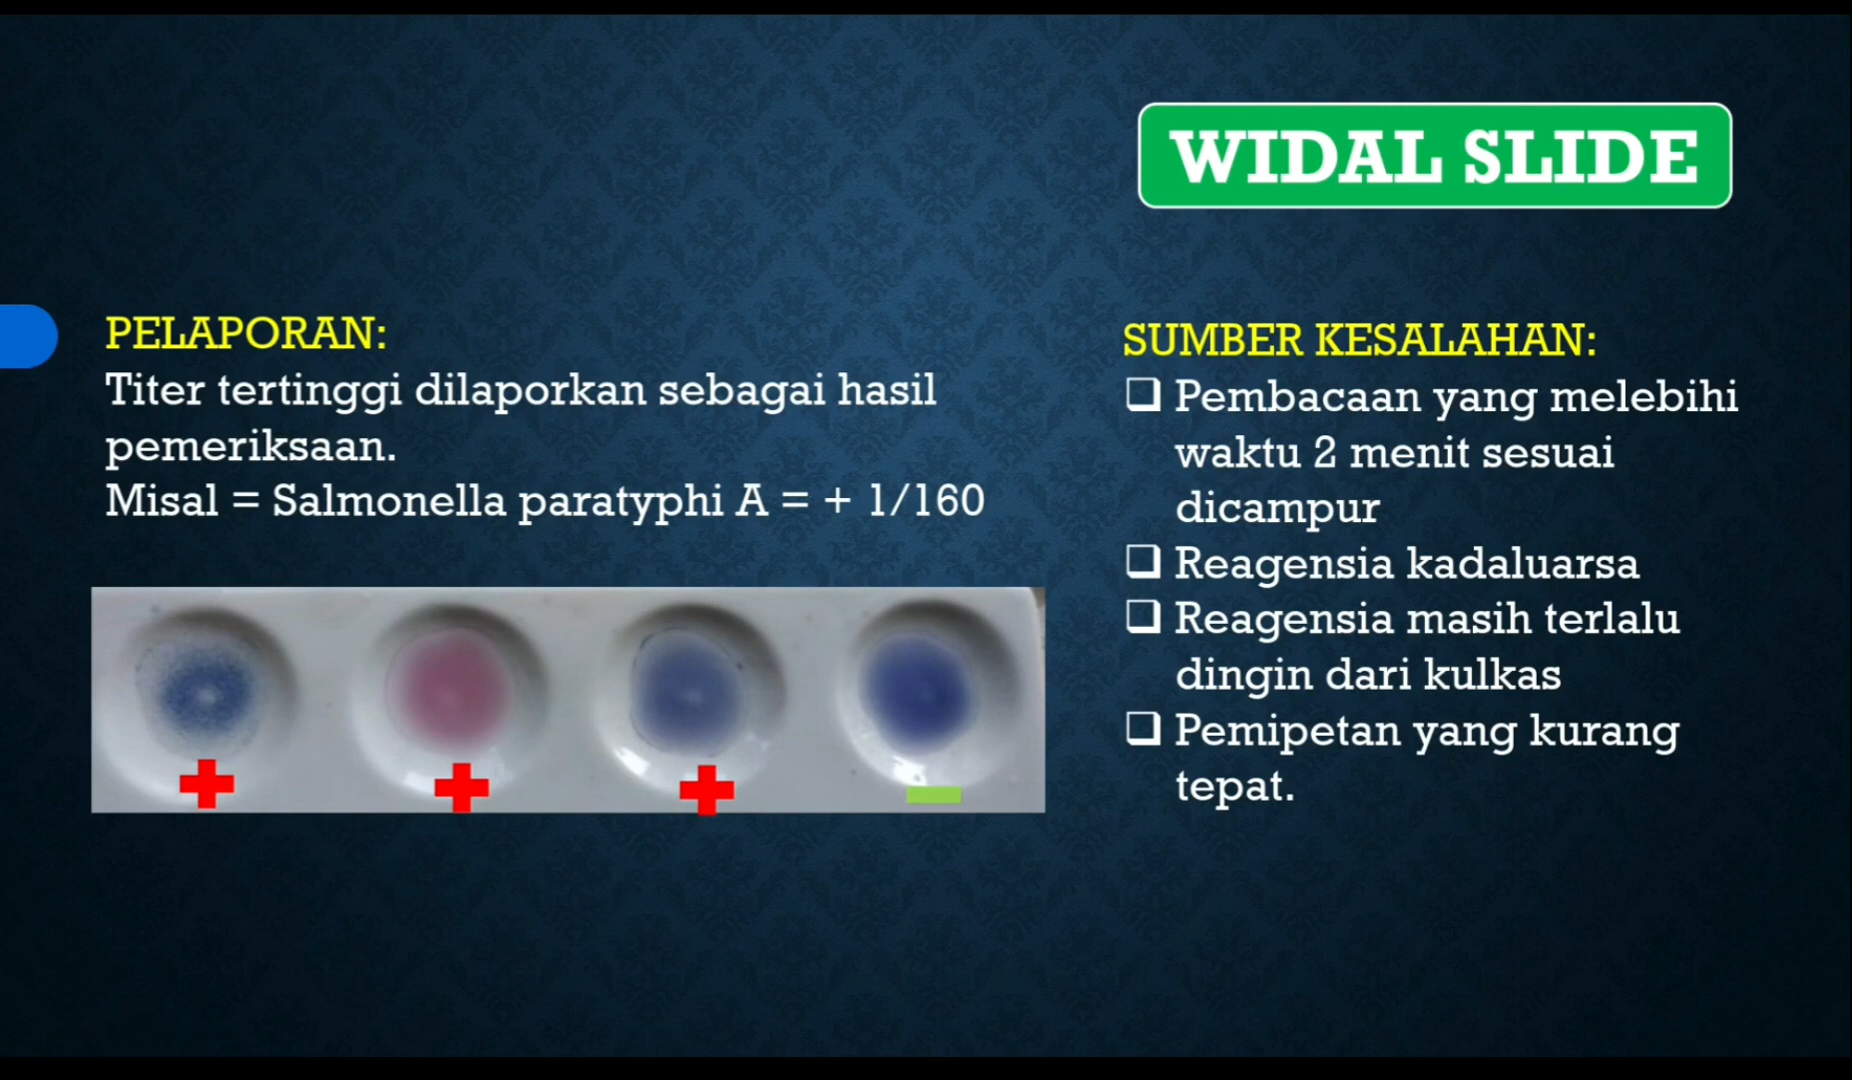 WIDAL SLIDE
PELAPORAN:
Titer tertinggi dilaporkan sebagai hasil
pemeriksaan.
Misal = Salmonella paratyphi A = + 1/160
SUMBER KESALAHAN:
❑ Pembacaan yang melebihi
waktu 2 menit sesuai
dicampur
❑ Reagensia kadaluarsa
❑ Reagensia masih terlalu
dingin dari kulkas
❑ Pemipetan yang kurang
tepat.